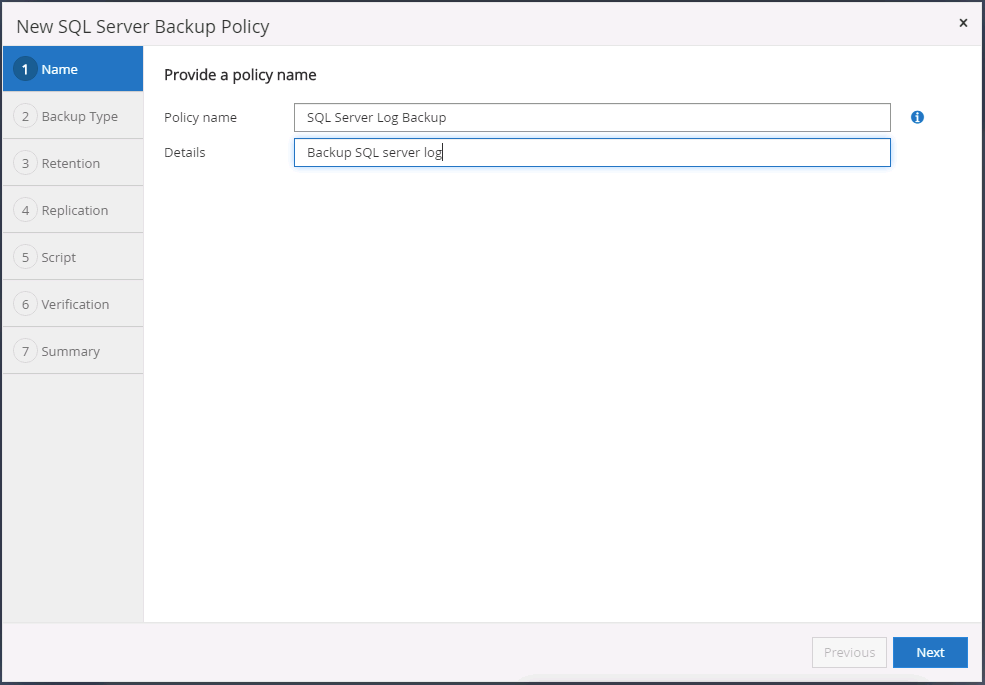 New SQL Server Backup Policy
×
1 Name
2 Backup Type
3 Retention
4 Replication
5 Script
6 Verification
7 Summary
Provide a policy name
Policy name
SQL Server Log Backup
i
Details
Backup SQL server log
Previous
Next